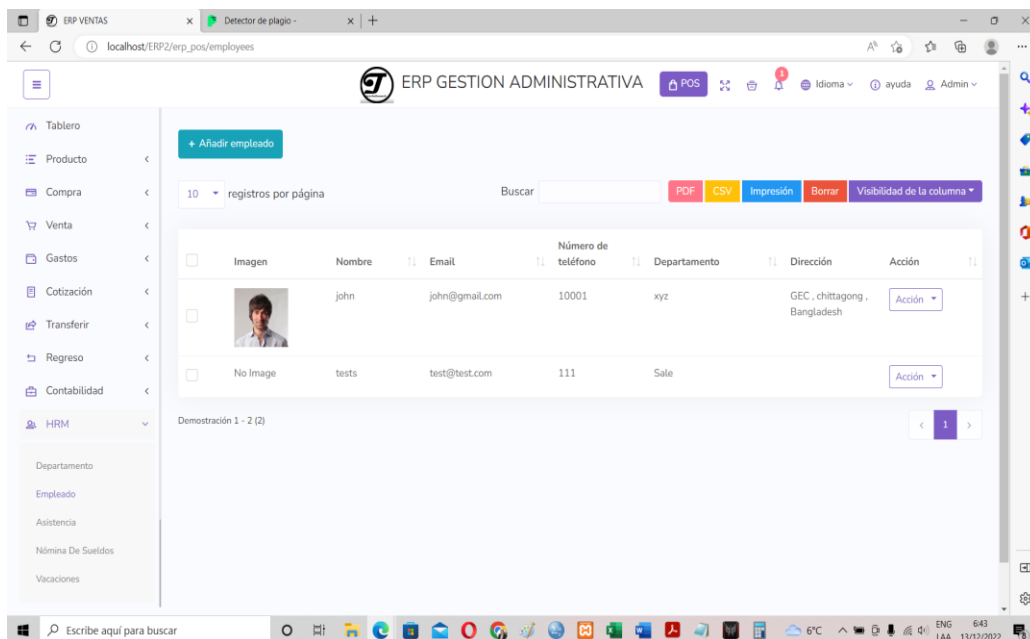 ERP VENTAS
Detector de plagio -
localhost/ERP2/erp_pos/employees
ERP GESTION ADMINISTRATIVA
POS
1
Idioma
ayuda
Admin
Tablero
Producto
Compra
Venta
Gastos
Cotización
Transferir
Regreso
Contabilidad
HRM
Departamento
Empleado
Asistencia
Nómina De Sueldos
Vacaciones
+ Añadir empleado
10 registros por página
Buscar
PDF CSV Impresión Borrar Visibilidad de la columna
Imagen Nombre Email Número de teléfono Departamento Dirección Acción
john john@gmail.com 10001 xyz GEC , chittagong , Bangladesh Acción
No Image tests test@test.com 111 Sale Acción
Demostración 1 - 2 (2)
< 1 >
Escribe aquí para buscar
6°C
ENG 6:43
LAA 13/12/2022